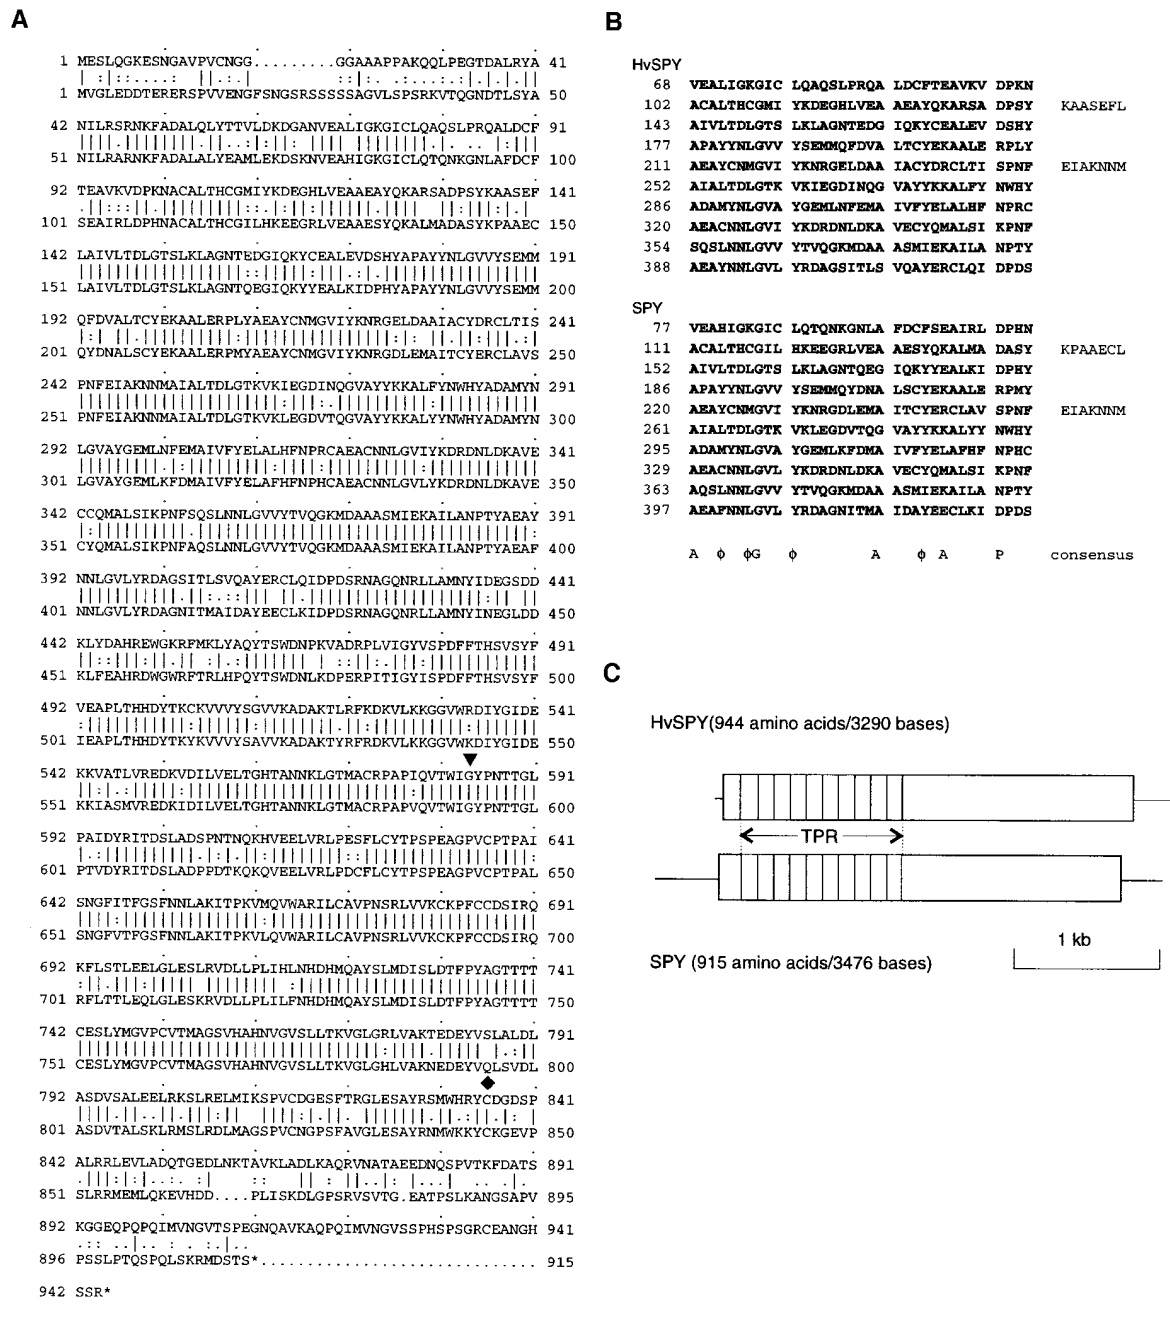 A
1 MESLQGKESNGAVPVCNGG.........GGAAAPPAKQQLPEGTDALRYA 41
1 MVGLEDDTERERSPVVENGFSNGSRSSSSSAGVLSPSRKVTQGNDTLSYA 50
42 NILRSRNKFADALQLYTTVLDKDGANVEALIGKGICLQAQSLPRQALDCF 91
51 NILRARNKFADALALYEAMLEKDSKNVEAHIGKGICLQTQNKGNLAFDCF 100
92 TEAVKVDPKNACALTHCGMIYKDEGHLVEAAEAYQKARSADPSYKAASEF 141
101 SEAIRLDPHNACALTHCGILHKEEGRLVEAAESYQKALMADASYKPAAEC 150
142 LAIVLTDLGTSLKLAGNTEDGIQKYCEALEVDSHYAPAYYNLGVVYSEMM 191
151 LAIVLTDLGTSLKLAGNTQEGIQKYYEALKIDPHYAPAYYNLGVVYSEMM 200
192 QFDVALTCYEKAALERPLYAEAYCNMGVIYKNRGELDAAIACYDRCLTIS 241
201 QYDNALSCYEKAALERPMYAEAYCNMGVIYKNRGDLEMAITCYERCLAVS 250
242 PNFEIAKNNMAIALTDLGTKVKIEGDINQGVAYYKKALFYNWHYADAMYN 291
251 PNFEIAKNNMAIALTDLGTKVKLEGDVTQGVAYYKKALYYNWHYADAMYN 300
292 LGVAYGEMLNFEMAIVFYELALHFNPRCAEACNNLGVIYKDRDNLDKAVE 341
301 LGVAYGEMLKFDMAIVFYELAFHFNPHCAEACNNLGVLYKDRDNLDKAVE 350
342 CCQMALSIKPNFSQSLNNLGVVYTVQGKMDAAASMIEKAILANPTYAEAY 391
351 CYQMALSIKPNFAQSLNNLGVVYTVQGKMDAAASMIEKAILANPTYAEAF 400
392 NNLGVLYRDAGSITLSVQAYERCLQIDPDSRNAGQNRLLAMNYIDEGSDD 441
401 NNLGVLYRDAGNITMAIDAYEECLKIDPDSRNAGQNRLLAMNYINEGLDD 450
442 KLYDAHREWGKRFMKLYAQYTSWDNPKVADRPLVIGYVSPDFFTHSVSYF 491
451 KLFEAHRDWGWRFTRLHPQYTSWDNLKDPERPITIGYISPDFFTHSVSYF 500
492 VEAPLTHHDYTKCKVVVYSGVVKADAKTLRFKDKVLKKGGVWRDIYGIDE 541
501 IEAPLTHHDYTKYKVVVYSAVVKADAKTYRFRDKVLKKGGVWKDIYGIDE 550
542 KKVATLVREDKVDILVELTGHTANNKLGTMACRPAPIQVTWIGYPNTTGL 591
551 KKIASMVREDKIDILVELTGHTANNKLGTMACRPAPVQVTWIGYPNTTGL 600
592 PAIDYRITDSLADSPNTNQKHVEELVRLPESFLCYTPSPEAGPVCPTPAI 641
601 PTVDYRITDSLADPPDTKQKQVEELVRLPDCFLCYTPSPEAGPVCPTPAL 650
642 SNGFITFGSFNNLAKITPKVMQVWARILCAVPNSRLVVKCKPFCCDSIRQ 691
651 SNGFVTFGSFNNLAKITPKVLQVWARILCAVPNSRLVVKCKPFCCDSIRQ 700
692 KFLSTLEELGLESLRVDLLPLIHLNHDHMQAYSLMDISLDTFPYAGTTTT 741
701 RFLTTLEQLGLESKRVDLLPLILFNHDHMQAYSLMDISLDTFPYAGTTTT 750
742 CESLYMGVPCVTMAGSVHAHNVGVSLLTKVGLGRLVAKTEDEYVSLALDL 791
751 CESLYMGVPCVTMAGSVHAHNVGVSLLTKVGLGHLVAKNEDEYVQLSVDL 800
792 ASDVSALEELRKSLRELMIKSPVCDGESFTRGLESAYRSMWHRYCDGDSP 841
801 ASDVTALSKLRMSLRDLMAGSPVCNGPSFAVGLESAYRNMWKKYCKGEVP 850
842 ALRRLEVLADQTGEDLNKTAVKLADLKAQRVNATAEEDNQSPVTKFDATS 891
851 SLRRMEMLQKEVHDD....PLISKDLGPSRVSVTG.EATPSLKANGSAPV 895
892 KGGEQPQPQIMVNGVTSPEGNQAVKAQPQIMVNGVSSPHSPSGRCEANGH 941
896 PSSLPTQSPQLSKRMDSTS*.............................. 915
942 SSR*
B
HvSPY
68 VEALIGKGIC LQAQSLPRQA LDCFTEAVKV DPKN
102 ACALTHCGMI YKDEGHLVEA AEAYQKARSA DPSY KAASEFL
143 AIVLTDLGTS LKLAGNTEDG IQKYCEALEV DSHY
177 APAYYNLGVV YSEMMQFDVA LTCYEKAALE RPLY
211 AEAYCNMGVI YKNRGELDAA IACYDRCLTI SPNF EIAKNNM
252 AIALTDLGTK VKIEGDINQG VAYYKKALFY NWHY
286 ADAMYNLGVA YGEMLNFEMA IVFYELALHF NPRC
320 AEACNNLGVI YKDRDNLDKA VECYQMALSI KPNF
354 SQSLNNLGVV YTVQGKMDAA ASMIEKAILA NPTY
388 AEAYNNLGVL YRDAGSITLS VQAYERCLQI DPDS
SPY
77 VEAHIGKGIC LQTQNKGNLA FDCFSEAIRL DPHN
111 ACALTHCGIL HKEEGRLVEA AESYQKALMA DASY KPAAECL
152 AIVLTDLGTS LKLAGNTQEG IQKYYEALKI DPHY
186 APAYYNLGVV YSEMMQYDNA LSCYEKAALE RPMY
220 AEAYCNMGVI YKNRGDLEMA ITCYERCLAV SPNF EIAKNNM
261 AIALTDLGTK VKLEGDVTQG VAYYKKALYY NWHY
295 ADAMYNLGVA YGEMLKFDMA IVFYELAFHF NPHC
329 AEACNNLGVL YKDRDNLDKA VECYQMALSI KPNF
363 AQSLNNLGVV YTVQGKMDAA ASMIEKAILA NPTY
397 AEAFNNLGVL YRDAGNITMA IDAYEECLKI DPDS
A ϕ ϕG ϕ A ϕ A P consensus
C
HvSPY(944 amino acids/3290 bases)
TPR
1 kb
SPY (915 amino acids/3476 bases)